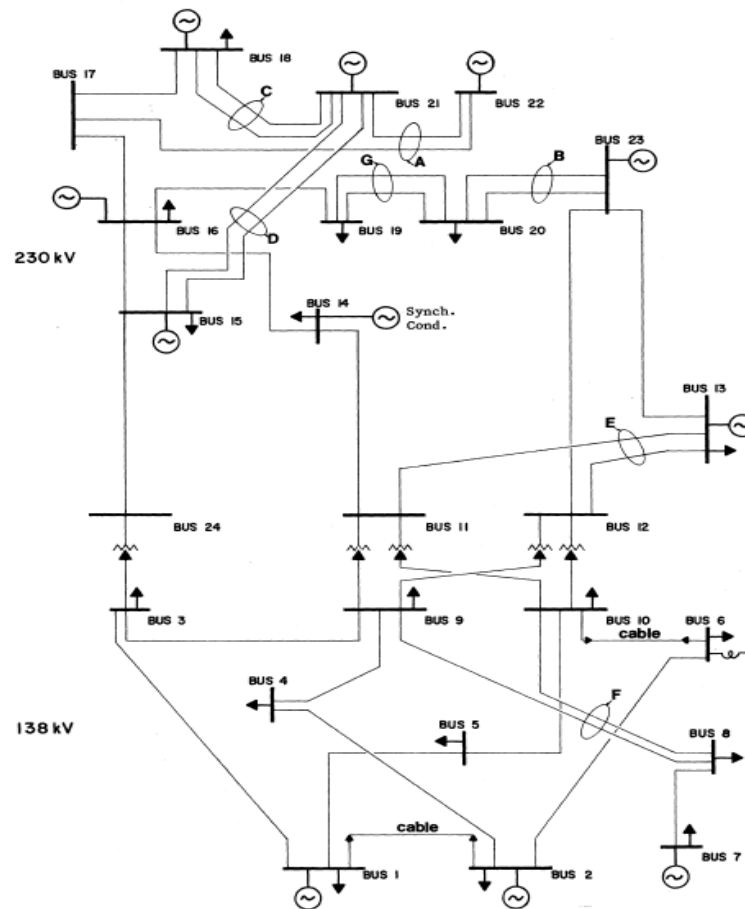 BUS 18
BUS 17
C
BUS 21
BUS 22
BUS 23
G
A
B
BUS 16
D
BUS 19
BUS 20
230 kV
BUS 14
Synch.
Cond.
BUS 15
BUS 13
E
BUS 24
BUS 11
BUS 12
BUS 3
BUS 9
BUS 10
BUS 6
cable
BUS 4
F
138 kV
BUS 5
BUS 8
cable
BUS 1
BUS 2
BUS 7